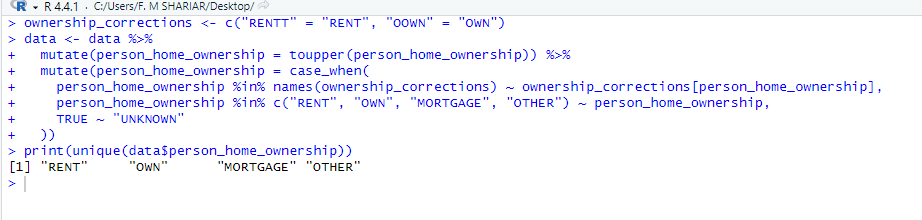 R 4.4.1 · C:/Users/F. M SHARIAR/Desktop/
> ownership_corrections <- c("RENTT" = "RENT", "OOWN" = "OWN")
> data <- data %>%
+   mutate(person_home_ownership = toupper(person_home_ownership)) %>%
+   mutate(person_home_ownership = case_when(
+     person_home_ownership %in% names(ownership_corrections) ~ ownership_corrections[person_home_ownership],
+     person_home_ownership %in% c("RENT", "OWN", "MORTGAGE", "OTHER") ~ person_home_ownership,
+     TRUE ~ "UNKNOWN"
+   ))
> print(unique(data$person_home_ownership))
[1] "RENT"     "OWN"      "MORTGAGE" "OTHER"
>